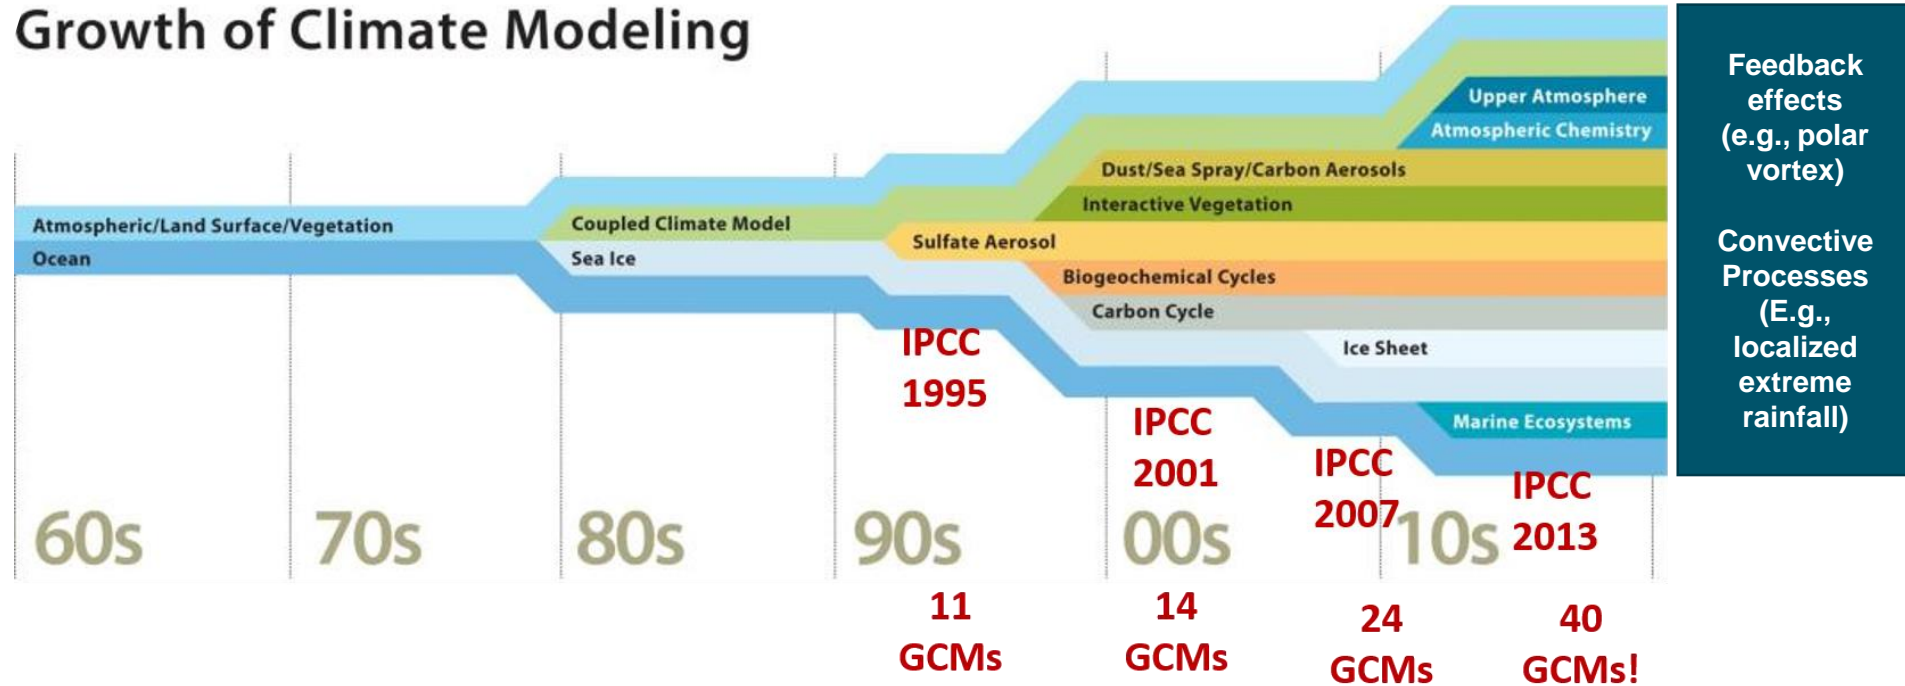 Growth of Climate Modeling
Upper Atmosphere
Atmospheric Chemistry
Dust/Sea Spray/Carbon Aerosols
Interactive Vegetation
Atmospheric/Land Surface/Vegetation
Coupled Climate Model
Sulfate Aerosol
Ocean
Sea Ice
Biogeochemical Cycles
Carbon Cycle
Ice Sheet
Marine Ecosystems
IPCC
1995
IPCC
2001
IPCC
2007
IPCC
2013
60s
70s
80s
90s
00s
10s
11
GCMs
14
GCMs
24
GCMs
40
GCMs!
Feedback
effects
(e.g., polar
vortex)
Convective
Processes
(E.g.,
localized
extreme
rainfall)